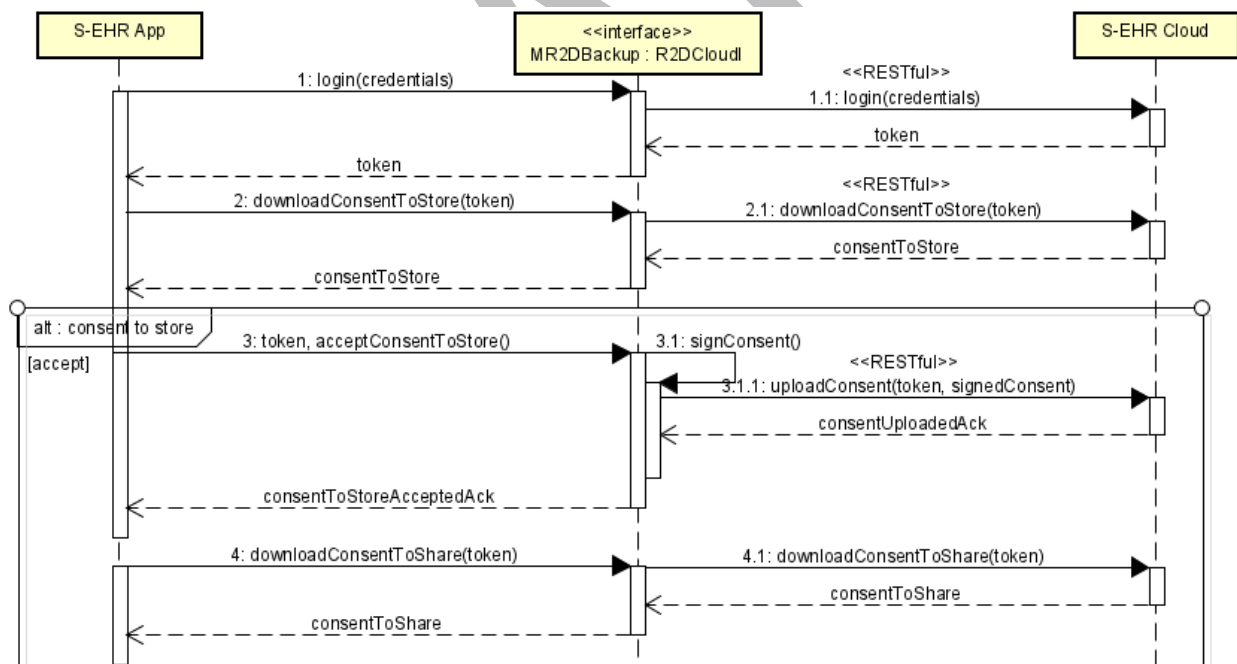 S-EHR App
<<interface>>
MR2DBackup : R2DCloudI
S-EHR Cloud
1: login(credentials)
<<RESTful>>
1.1: login(credentials)
token
token
<<RESTful>>
2: downloadConsentToStore(token)
2.1: downloadConsentToStore(token)
consentToStore
consentToStore
alt : consent to store
[accept]
3: token, acceptConsentToStore()
3.1: signConsent()
<<RESTful>>
3.1.1: uploadConsent(token, signedConsent)
consentUploadedAck
consentToStoreAcceptedAck
4: downloadConsentToShare(token)
4.1: downloadConsentToShare(token)
consentToShare
consentToShare